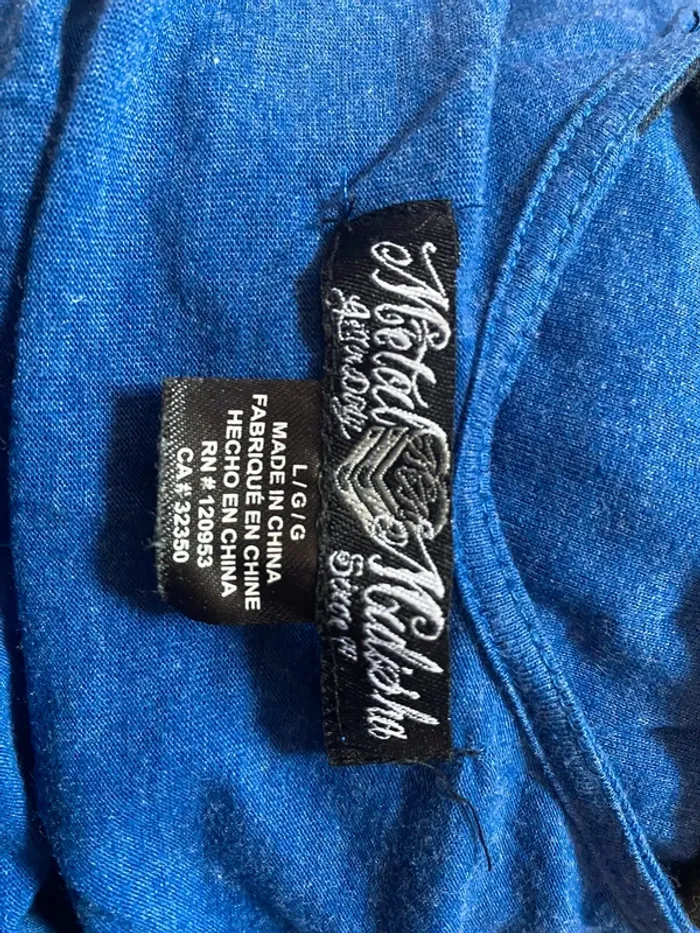 Metal Mulisha
L/G/G
MADE IN CHINA
FABRIQUÉ EN CHINE
HECHO EN CHINA
RN # 120953
CA# 32350